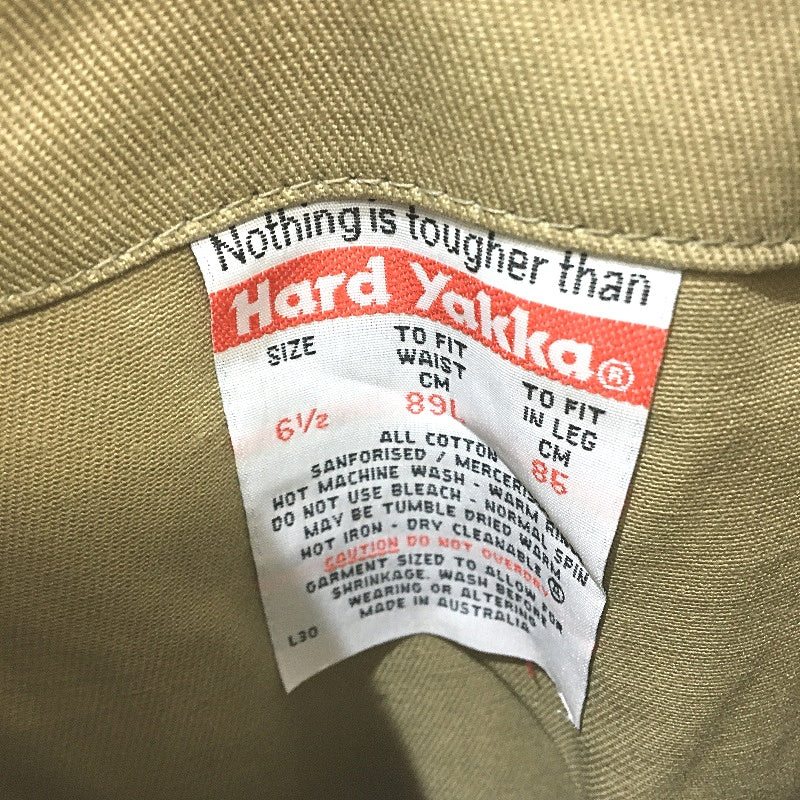 Nothing is tougher than
Hard Yakka®
SIZE
6½
TO FIT
WAIST
CM
89L
TO FIT
IN LEG
CM
ALL COTTON
SANFORISED /
HOT MACHINE WASH - WARM
DO NOT USE BLEACH - NORMAL SPIN
MAY BE TUMBLE DRIED WARM
HOT IRON - DRY CLEANABLE
CAUTION DO NOT OVERDRY
GARMENT SIZED TO ALLOW FOR
SHRINKAGE. WASH BEFORE
WEARING OR ALTERING
MADE IN AUSTRALIA
L30